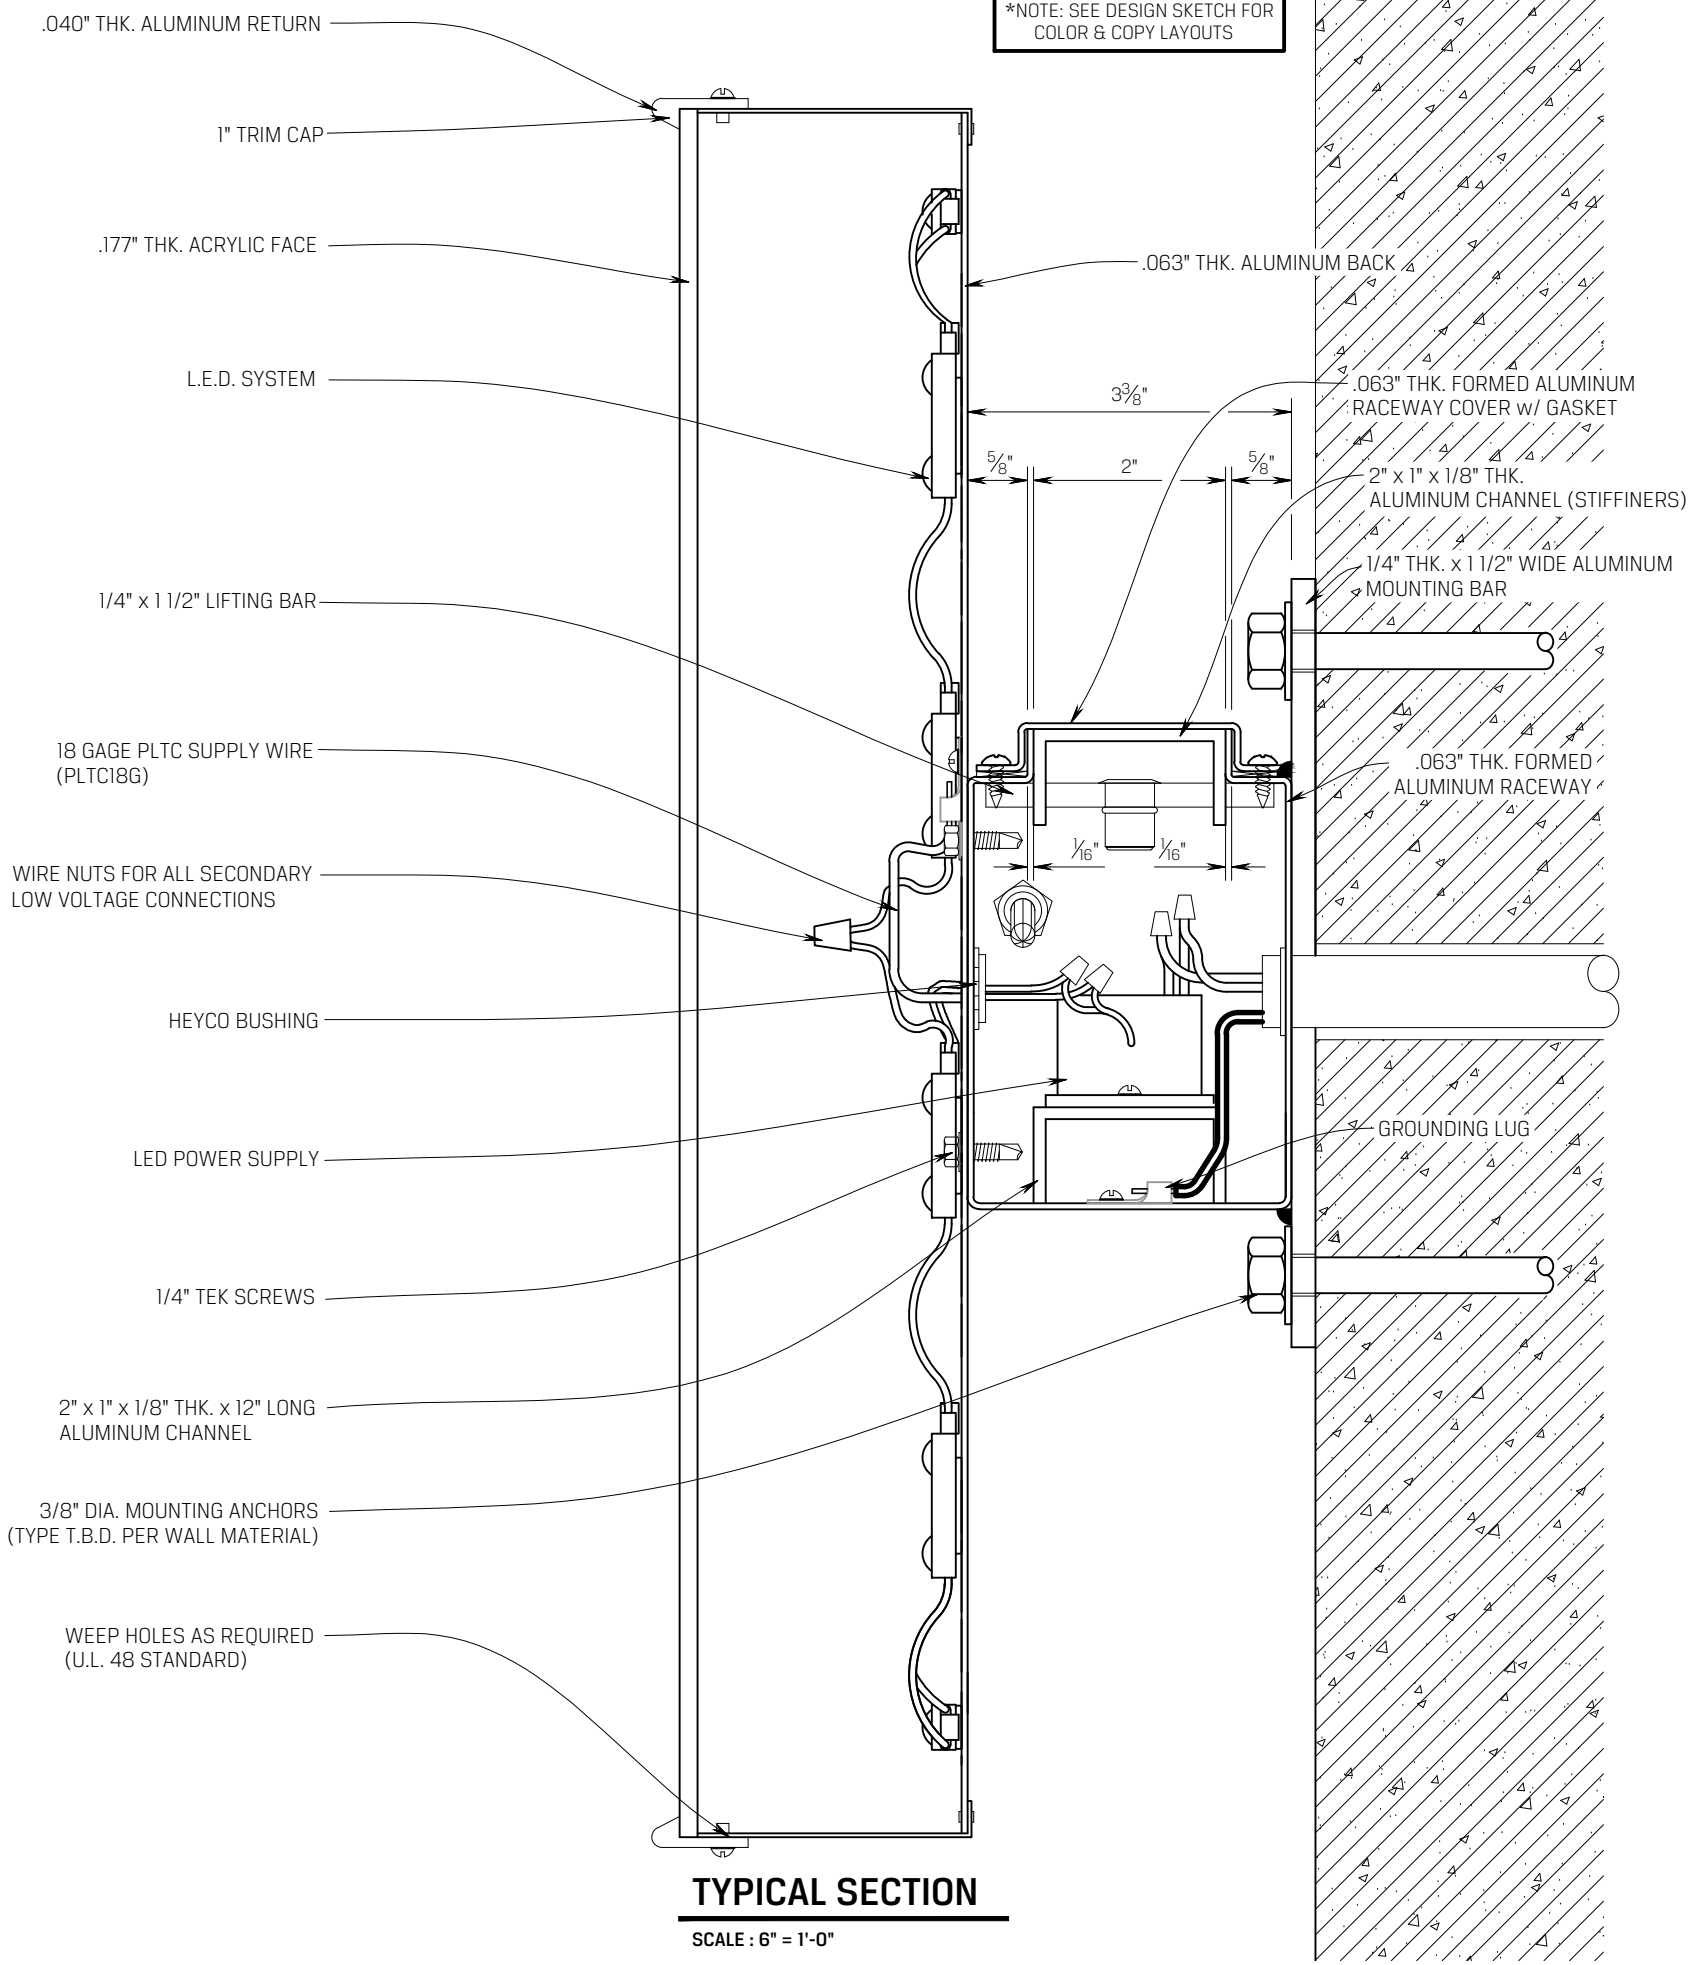 *NOTE: SEE DESIGN SKETCH FOR
COLOR & COPY LAYOUTS
.040" THK. ALUMINUM RETURN
1" TRIM CAP
.177" THK. ACRYLIC FACE
L.E.D. SYSTEM
1/4" x 1 1/2" LIFTING BAR
18 GAGE PLTC SUPPLY WIRE
(PLTC18G)
WIRE NUTS FOR ALL SECONDARY
LOW VOLTAGE CONNECTIONS
HEYCO BUSHING
LED POWER SUPPLY
1/4" TEK SCREWS
2" x 1" x 1/8" THK. x 12" LONG
ALUMINUM CHANNEL
3/8" DIA. MOUNTING ANCHORS
(TYPE T.B.D. PER WALL MATERIAL)
WEEP HOLES AS REQUIRED
(U.L. 48 STANDARD)
.063" THK. ALUMINUM BACK
3 3/8"
5/8"
2"
5/8"
.063" THK. FORMED ALUMINUM
RACEWAY COVER w/ GASKET
2" x 1" x 1/8" THK.
ALUMINUM CHANNEL (STIFFINERS)
1/4" THK. x 1 1/2" WIDE ALUMINUM
MOUNTING BAR
.063" THK. FORMED
ALUMINUM RACEWAY
1/16"
1/16"
GROUNDING LUG
TYPICAL SECTION
SCALE : 6" = 1'-0"